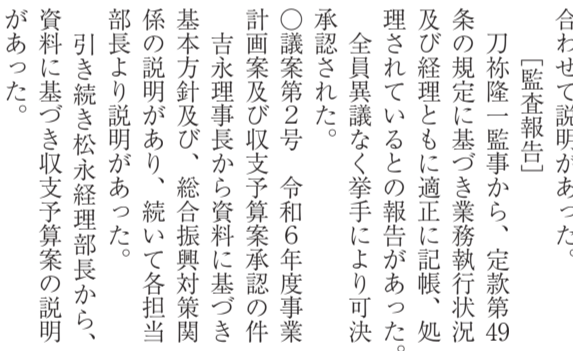 合わせて説明があった。
［監査報告］
刀祢隆一監事から、定款第49
条の規定に基づき業務執行状況
及び経理ともに適正に記帳、処
理されているとの報告があった。
全員異議なく挙手により可決
承認された。
〇議案第２号　令和６年度事業
計画案及び収支予算案承認の件
吉永理事長から資料に基づき
基本方針及び、総合振興対策関
係の説明があり、続いて各担当
部長より説明があった。
引き続き松永経理部長から、
資料に基づき収支予算案の説明
があった。